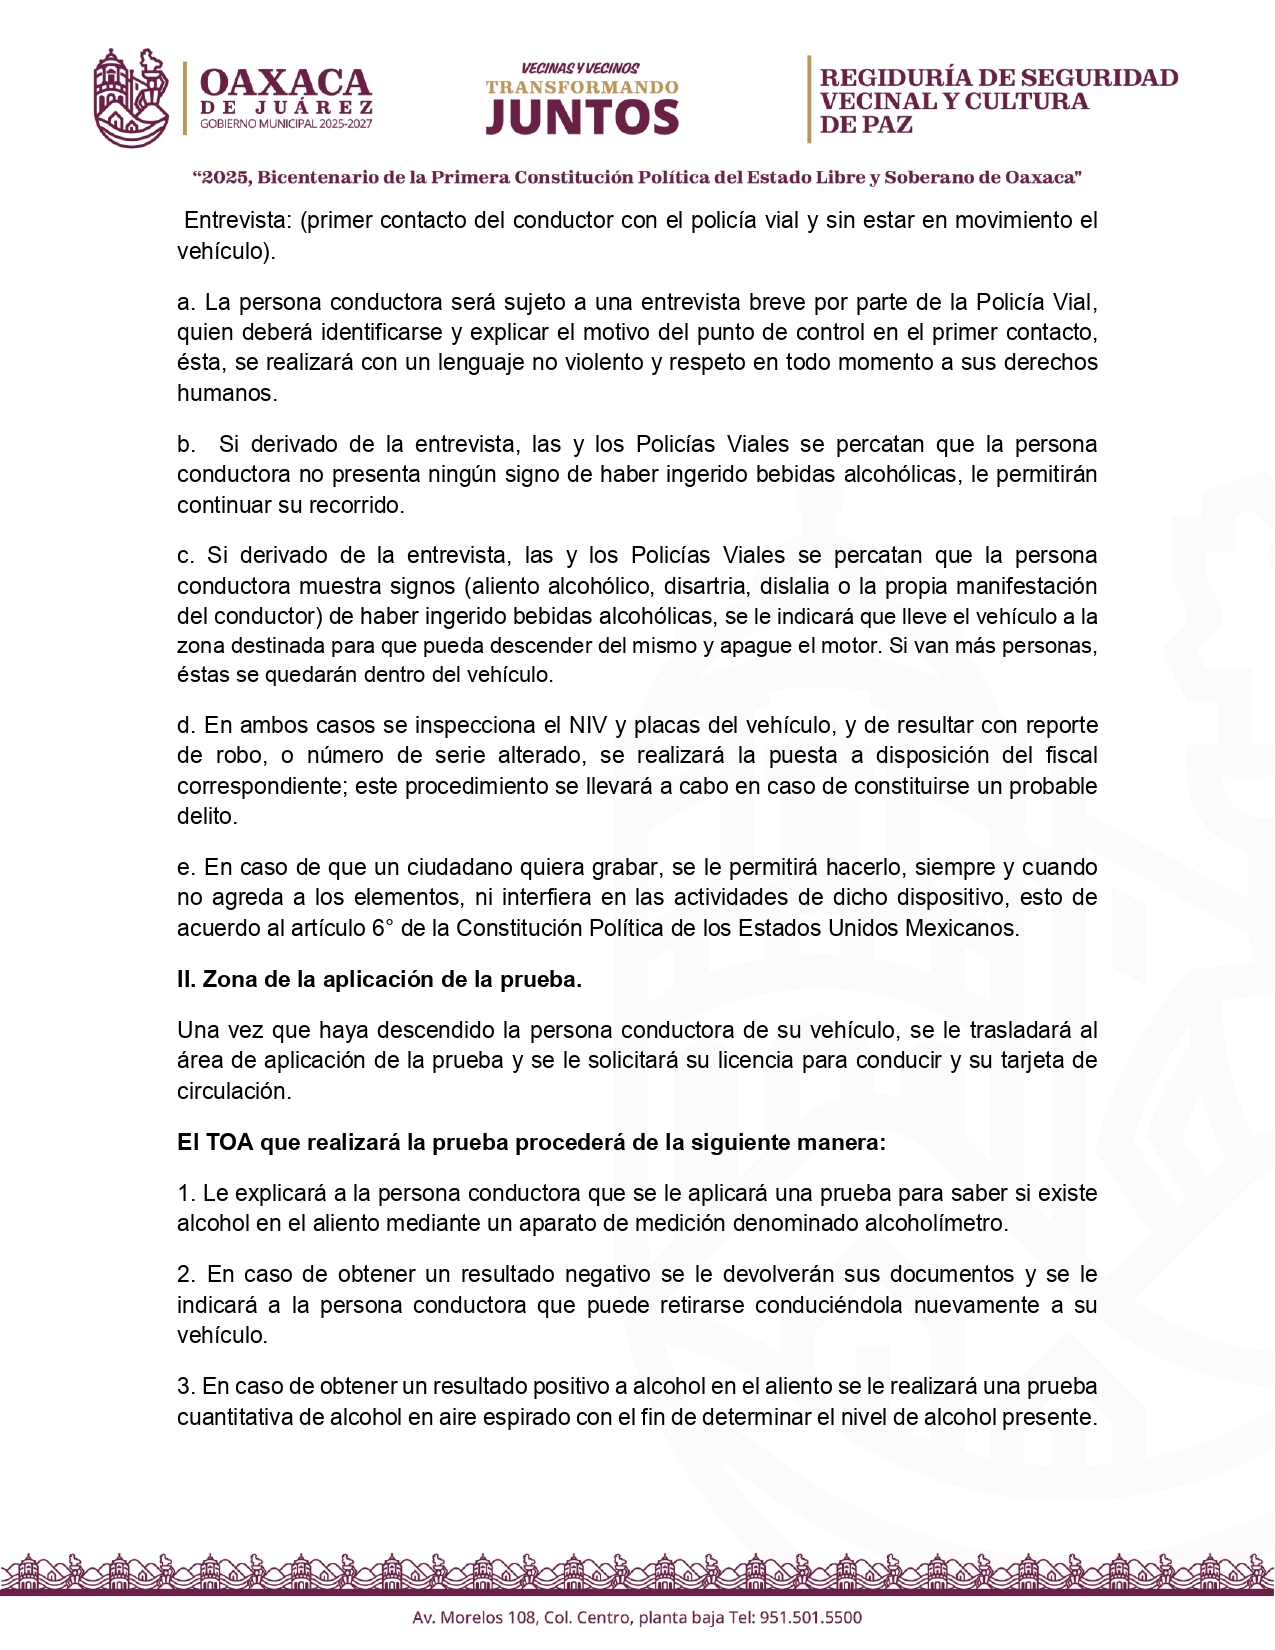 OAXACA
DE JUÁREZ
GOBIERNO MUNICIPAL 2025-2027
VECINAS Y VECINOS
TRANSFORMANDO
JUNTOS
REGIDURÍA DE SEGURIDAD
VECINAL Y CULTURA
DE PAZ
“2025, Bicentenario de la Primera Constitución Política del Estado Libre y Soberano de Oaxaca"
Entrevista: (primer contacto del conductor con el policía vial y sin estar en movimiento el
vehículo).
a. La persona conductora será sujeto a una entrevista breve por parte de la Policía Vial,
quien deberá identificarse y explicar el motivo del punto de control en el primer contacto,
ésta, se realizará con un lenguaje no violento y respeto en todo momento a sus derechos
humanos.
b. Si derivado de la entrevista, las y los Policías Viales se percatan que la persona
conductora no presenta ningún signo de haber ingerido bebidas alcohólicas, le permitirán
continuar su recorrido.
c. Si derivado de la entrevista, las y los Policías Viales se percatan que la persona
conductora muestra signos (aliento alcohólico, disartria, dislalia o la propia manifestación
del conductor) de haber ingerido bebidas alcohólicas, se le indicará que lleve el vehículo a la
zona destinada para que pueda descender del mismo y apague el motor. Si van más personas,
éstas se quedarán dentro del vehículo.
d. En ambos casos se inspecciona el NIV y placas del vehículo, y de resultar con reporte
de robo, o número de serie alterado, se realizará la puesta a disposición del fiscal
correspondiente; este procedimiento se llevará a cabo en caso de constituirse un probable
delito.
e. En caso de que un ciudadano quiera grabar, se le permitirá hacerlo, siempre y cuando
no agreda a los elementos, ni interfiera en las actividades de dicho dispositivo, esto de
acuerdo al artículo 6° de la Constitución Política de los Estados Unidos Mexicanos.
II. Zona de la aplicación de la prueba.
Una vez que haya descendido la persona conductora de su vehículo, se le trasladará al
área de aplicación de la prueba y se le solicitará su licencia para conducir y su tarjeta de
circulación.
El TOA que realizará la prueba procederá de la siguiente manera:
1. Le explicará a la persona conductora que se le aplicará una prueba para saber si existe
alcohol en el aliento mediante un aparato de medición denominado alcoholímetro.
2. En caso de obtener un resultado negativo se le devolverán sus documentos y se le
indicará a la persona conductora que puede retirarse conduciéndola nuevamente a su
vehículo.
3. En caso de obtener un resultado positivo a alcohol en el aliento se le realizará una prueba
cuantitativa de alcohol en aire espirado con el fin de determinar el nivel de alcohol presente.
Av. Morelos 108, Col. Centro, planta baja Tel: 951.501.5500